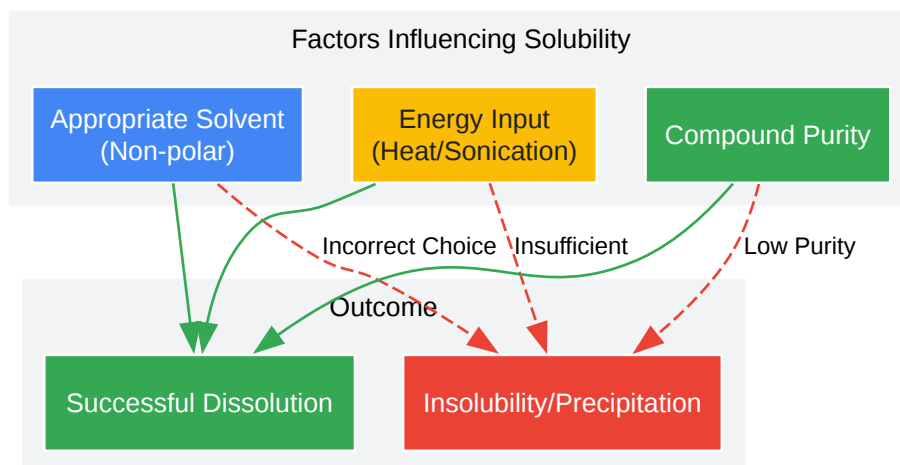 Factors Influencing Solubility
Appropriate Solvent
(Non-polar)
Energy Input
(Heat/Sonication)
Compound Purity
Incorrect Choice
Insufficient
Low Purity
Outcome
Successful Dissolution
Insolubility/Precipitation